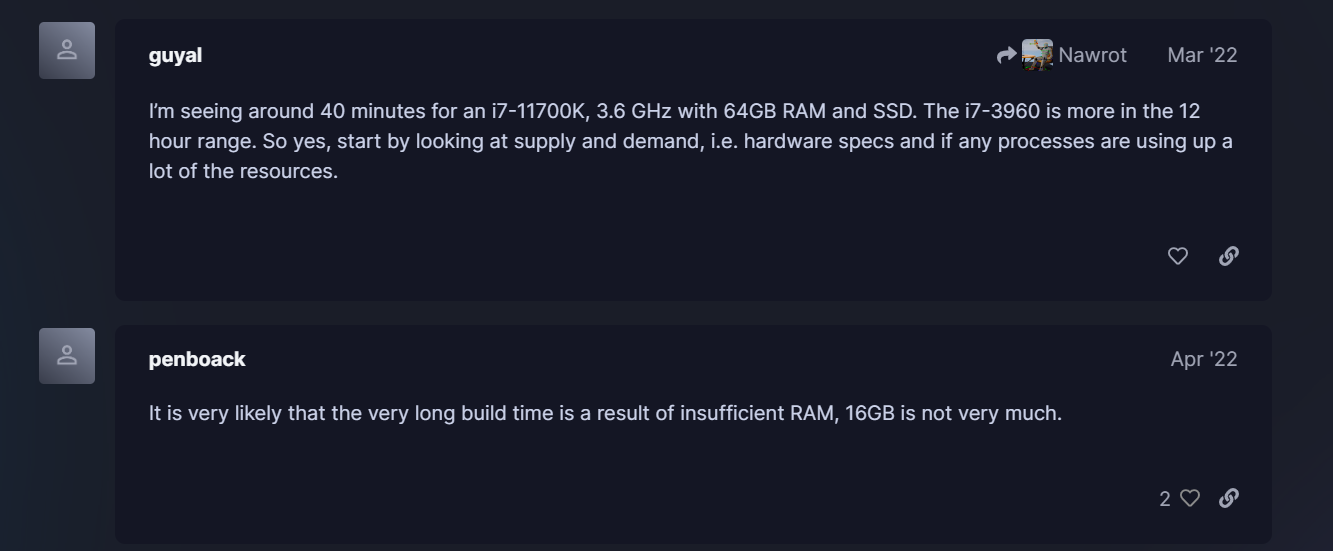 guyal
Nawrot
Mar '22
I'm seeing around 40 minutes for an i7-11700K, 3.6 GHz with 64GB RAM and SSD. The i7-3960 is more in the 12
hour range. So yes, start by looking at supply and demand, i.e. hardware specs and if any processes are using up a
lot of the resources.
penboack
Apr '22
It is very likely that the very long build time is a result of insufficient RAM, 16GB is not very much.
2